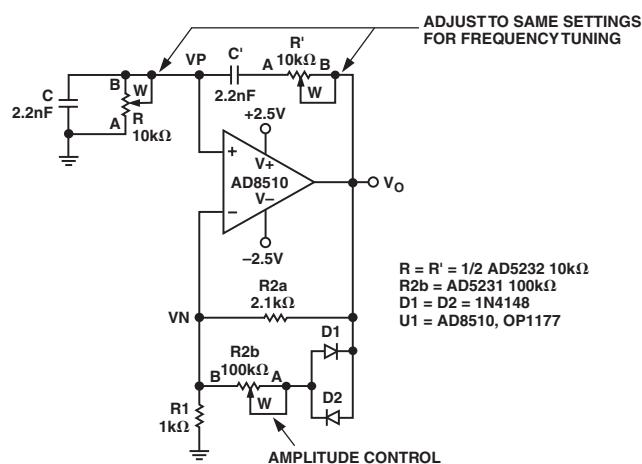 ADJUST TO SAME SETTINGS
FOR FREQUENCY TUNING
VP
C'
2.2nF
R'
10kΩ
A
B
W
C
2.2nF
B
W
R
10kΩ
A
+2.5V
+
V+
AD8510
V–
–
–2.5V
VO
R2a
2.1kΩ
VN
R = R' = 1/2 AD5232 10kΩ
R2b = AD5231 100kΩ
D1 = D2 = 1N4148
U1 = AD8510, OP1177
D1
R2b
100kΩ
B
A
W
D2
R1
1kΩ
AMPLITUDE CONTROL